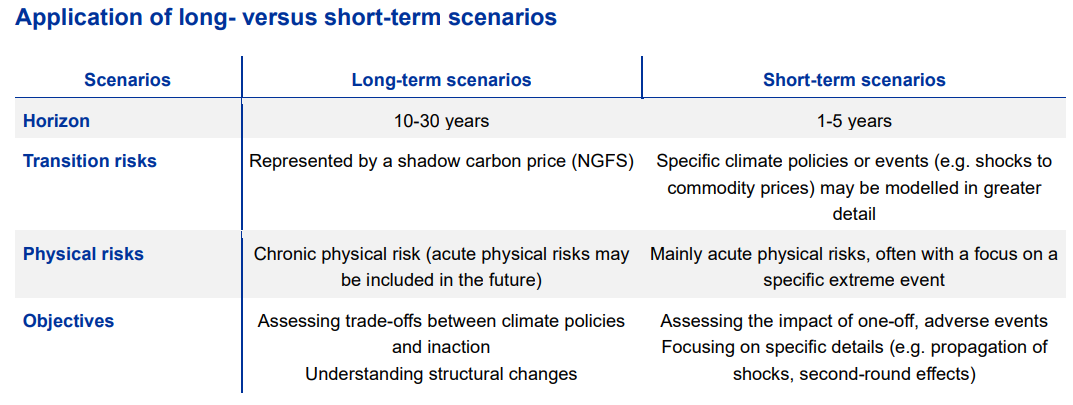 Application of long- versus short-term scenarios
Scenarios
Long-term scenarios
Short-term scenarios
Horizon
10-30 years
1-5 years
Transition risks
Represented by a shadow carbon price (NGFS)
Specific climate policies or events (e.g. shocks to
commodity prices) may be modelled in greater
detail
Physical risks
Chronic physical risk (acute physical risks may
be included in the future)
Mainly acute physical risks, often with a focus on a
specific extreme event
Objectives
Assessing trade-offs between climate policies
and inaction
Understanding structural changes
Assessing the impact of one-off, adverse events
Focusing on specific details (e.g. propagation of
shocks, second-round effects)